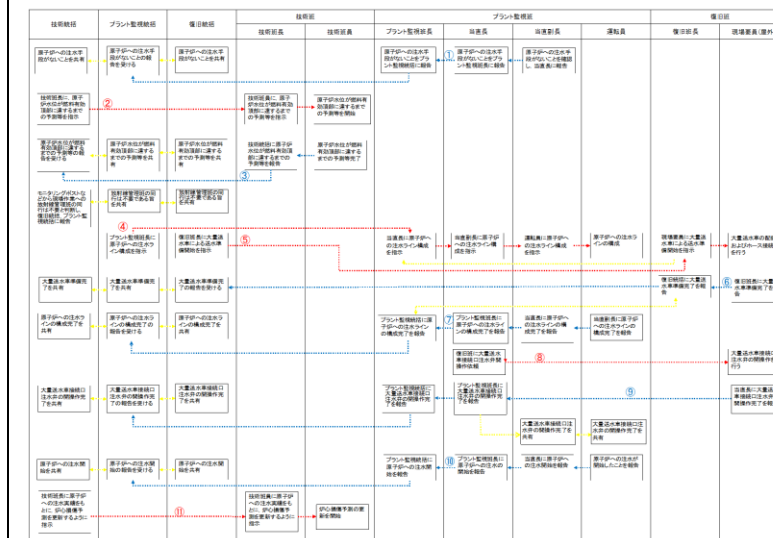 技術統括
プラント監視統括
復旧統括
技術班
プラント監視班
復旧班
技術班長
技術班員
プラント監視班長
当直長
当直副長
運転員
復旧班長
現場要員(屋外
原子炉への注水手
段がないことを共有
原子炉への注水手
段がないことの報
告を受ける
原子炉への注水手
段がないことを共有
原子炉への注水手
段がないことをプラ
ント監視統括に報告
①
原子炉への注水手
段がないことをプラ
ント監視班長に報告
原子炉への注水手
段がないことを確認
し、当直長に報告
技術班長に、原子
炉水位が燃料有効
頂部に達するまで
の予測等を指示
②
技術班員に、原子
炉水位が燃料有効
頂部に達するまで
の予測等を指示
原子炉水位が燃料有
効頂部に達するまで
の予測等を開始
原子炉水位が燃料
有効頂部に達する
までの予測等の報
告を受ける
原子炉水位が燃料
有効頂部に達する
までの予測等を共
有
原子炉水位が燃料
有効頂部に達する
までの予測等を共
有
技術統括に原子炉
水位が燃料有効頂
部に達するまでの
予測等を報告
原子炉水位が燃料
有効頂部に達する
までの予測等完了
③
モニタリングポストな
どから現場作業への
放射線管理班の同
行は不要と判断し、
復旧統括、プラント監
視統括に報告
放射線管理班の同
行は不要である旨
を共有
放射線管理班の同
行は不要である旨
を共有
④
プラント監視班長に
原子炉への注水ラ
イン構成を指示
復旧班長に大量送
水車による送水準
備開始を指示
⑤
当直長に原子炉へ
の注水ライン構成
を指示
当直副長に原子炉
への注水ライン構
成を指示
運転員に原子炉へ
の注水ライン構成
を指示
原子炉への注水ラ
インの構成
現場要員に大量送
水車による送水準
備開始を指示
大量送水車の配
およびホース接続
を行う
大量送水車準備完
了を共有
大量送水車準備完
了を共有
大量送水車準備完
了の報告を受ける
復旧統括に大量送
水車準備完了を報
告
⑥
復旧班長に大量
水車準備完了を
告
原子炉への注水ラ
インの構成完了を
共有
原子炉への注水ラ
インの構成完了の
報告を受ける
原子炉への注水ラ
インの構成完了を
共有
プラント監視統括に原
子炉への注水ライン
の構成完了を報告
⑦
プラント監視班長に
原子炉への注水ライ
ンの構成完了を報告
当直長に原子炉へ
の注水ラインの構
成完了を報告
当直副長に原子炉
への注水ラインの
構成完了を報告
復旧班に大量送水
車接続口注水弁開
操作依頼
⑧
大量送水車接続口
注水弁の開操作を
行う
大量送水車接続口
注水弁の開操作完
了を共有
大量送水車接続口
注水弁の開操作完
了の報告を受ける
大量送水車接続口
注水弁の開操作完
了を共有
プラント監視統括に
大量送水車接続口
注水弁の開操作完
了を報告
プラント監視班長に
大量送水車接続口
注水弁の開操作完
了を報告
⑨
当直長に大量送
車接続口注水弁
開操作完了を報
大量送水車接続口
注水弁の開操作完了を
共有
大量送水車接続口注
水弁の開操作完了を
共有
原子炉への注水開
始を共有
原子炉への注水開
始の報告を受ける
原子炉への注水開
始を共有
プラント監視統括に
原子炉への注水開
始を報告
⑩
プラント監視班長に
原子炉への注水の
開始を報告
当直長に原子炉へ
の注水開始を報告
原子炉への注水が
開始したことを報告
技術班長に原子炉
への注水実績をも
とに、炉心損傷予
測を更新するように
指示
⑪
技術班員に原子炉
への注水実績をも
とに、炉心損傷予
測を更新するように
指示
炉心損傷予測の更
新を開始